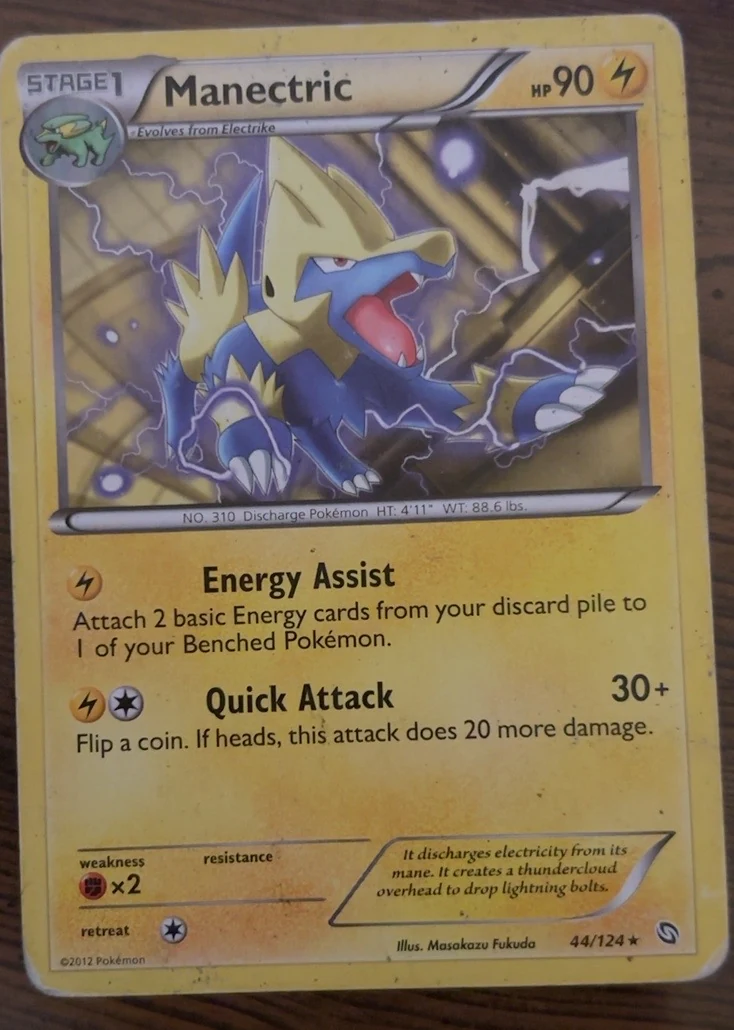 STAGE1 Manectric HP90
Evolves from Electrike
NO. 310 Discharge Pokémon HT: 4'11" WT: 88.6 lbs.
Energy Assist
Attach 2 basic Energy cards from your discard pile to
1 of your Benched Pokémon.
Quick Attack 30+
Flip a coin. If heads, this attack does 20 more damage.
weakness resistance
×2
It discharges electricity from its
mane. It creates a thundercloud
overhead to drop lightning bolts.
retreat
Illus. Masakazu Fukuda 44/124 ★
©2012 Pokémon